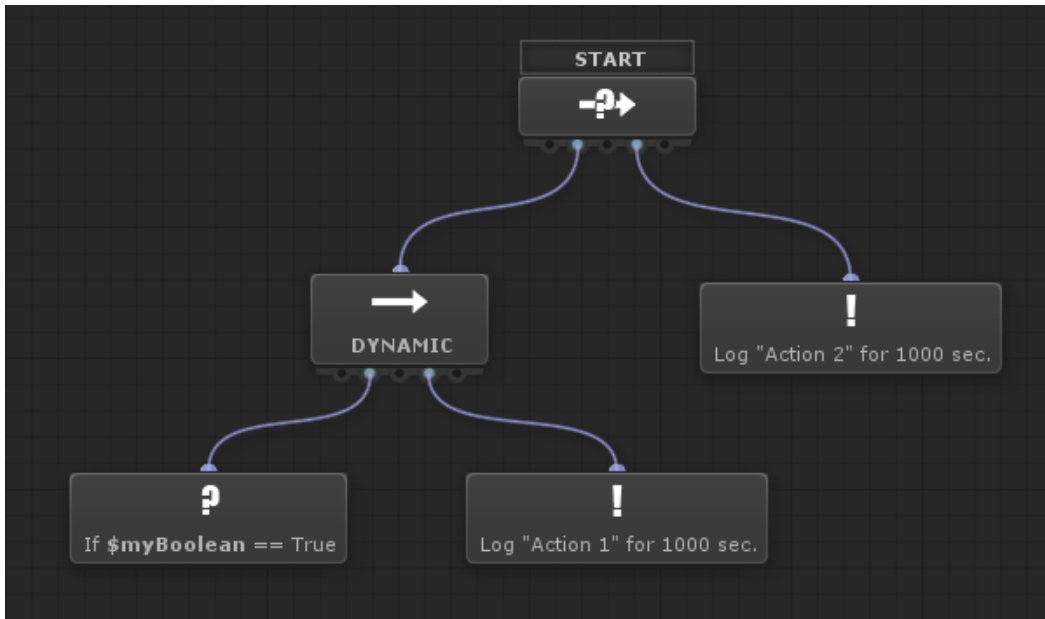 START
DYNAMIC
Log "Action 2" for 1000 sec.
If $myBoolean == True
Log "Action 1" for 1000 sec.